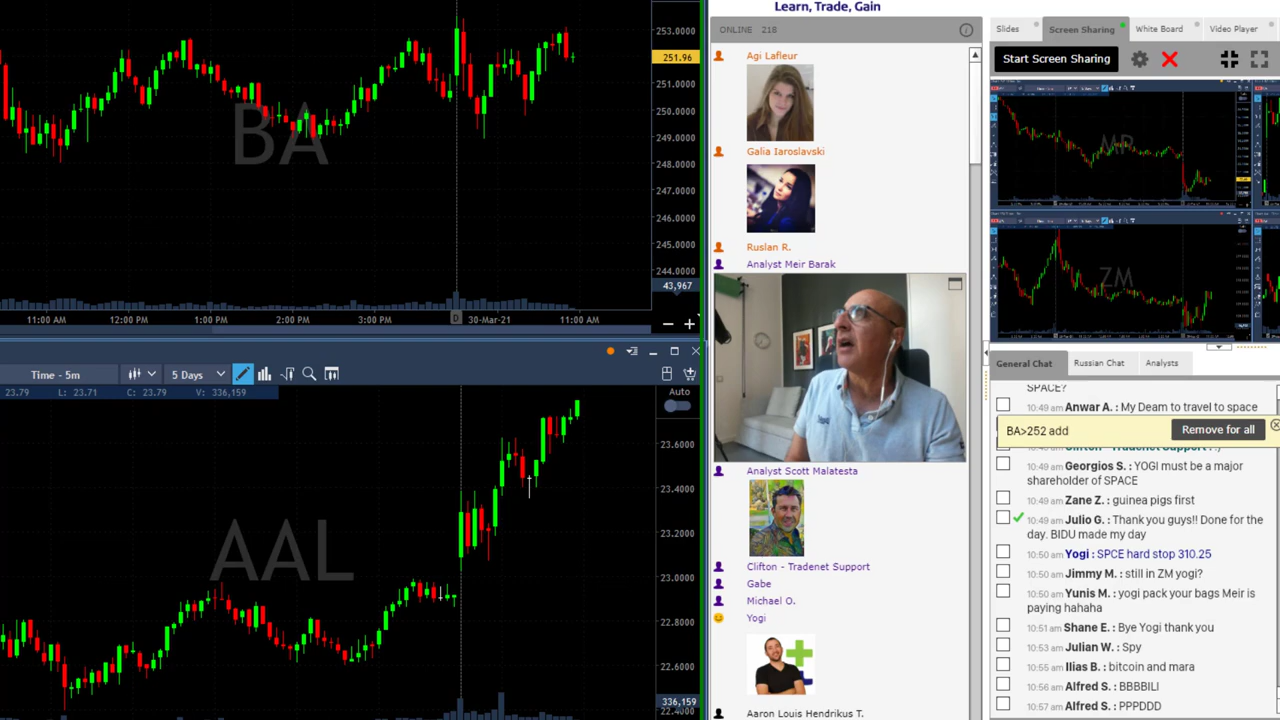 Learn, Trade, Gain
253.0000
251.96
251.0000
250.0000
249.0000
248.0000
247.0000
246.0000
245.0000
244.0000
43,967
BA
11:00 AM 12:00 PM 1:00 PM 2:00 PM 3:00 PM D 30-Mar-21 11:00 AM
Time - 5m 5 Days
23.79 L: 23.71 C: 23.79 V: 336,159
Auto
23.6000
23.4000
23.2000
23.0000
22.8000
22.6000
22.4000
336,159
AAL
ONLINE 218
Agi Lafleur
Galia Iaroslavski
Ruslan R.
Analyst Meir Barak
Analyst Scott Malatesta
Clifton - Tradenet Support
Gabe
Michael O.
Yogi
Aaron Louis Hendrikus T.
Slides Screen Sharing White Board Video Player
Start Screen Sharing
ZM
General Chat Russian Chat Analysts
SPACE?
10:49 am Anwar A. : My Deam to travel to space
BA>252 add Remove for all
10:49 am Georgios S. : YOGI must be a major
shareholder of SPACE
10:49 am Zane Z. : guinea pigs first
10:49 am Julio G. : Thank you guys!! Done for the
day. BIDU made my day
10:50 am Yogi : SPCE hard stop 310.25
10:50 am Jimmy M. : still in ZM yogi?
10:50 am Yunis M. : yogi pack your bags Meir is
paying hahaha
10:51 am Shane E. : Bye Yogi thank you
10:53 am Julian W. : Spy
10:55 am Ilias B. : bitcoin and mara
10:56 am Alfred S. : BBBBILI
10:57 am Alfred S. : PPPDDD